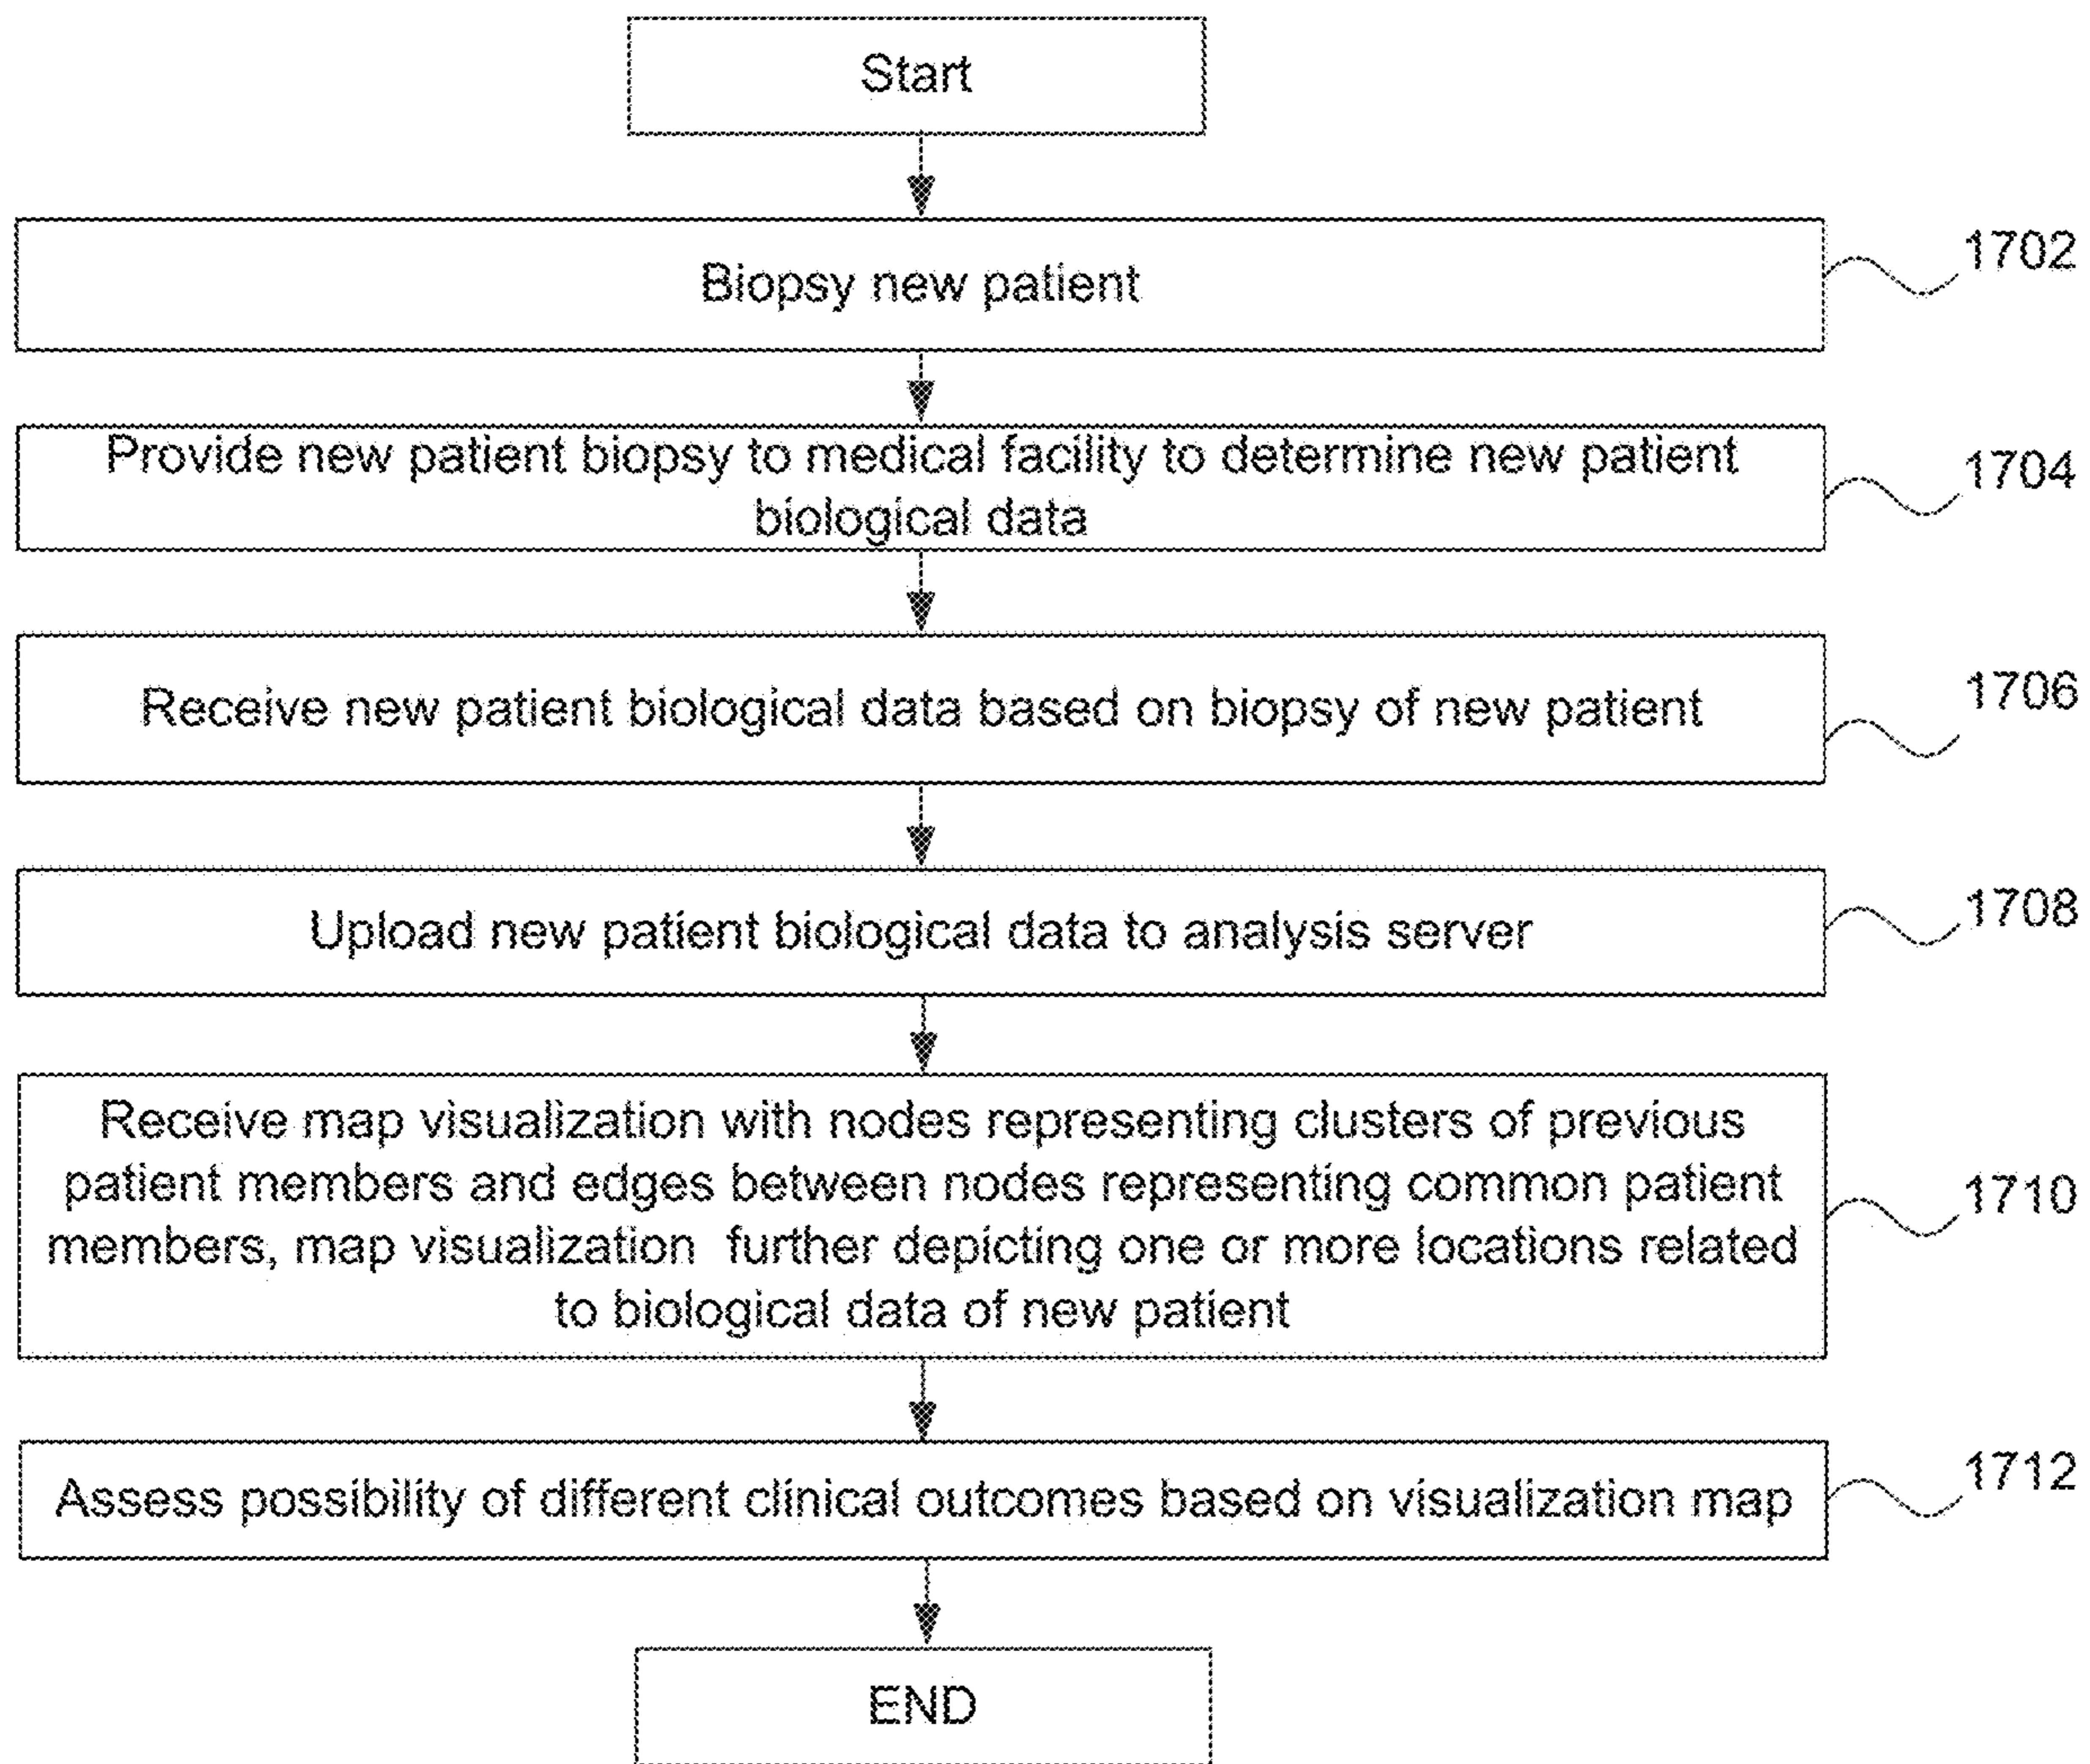 Start
Biopsy new patient
1702
Provide new patient biopsy to medical facility to determine new patient
biological data
1704
Receive new patient biological data based on biopsy of new patient
1706
Upload new patient biological data to analysis server
1708
Receive map visualization with nodes representing clusters of previous
patient members and edges between nodes representing common patient
members, map visualization further depicting one or more locations related
to biological data of new patient
1710
Assess possibility of different clinical outcomes based on visualization map
1712
END